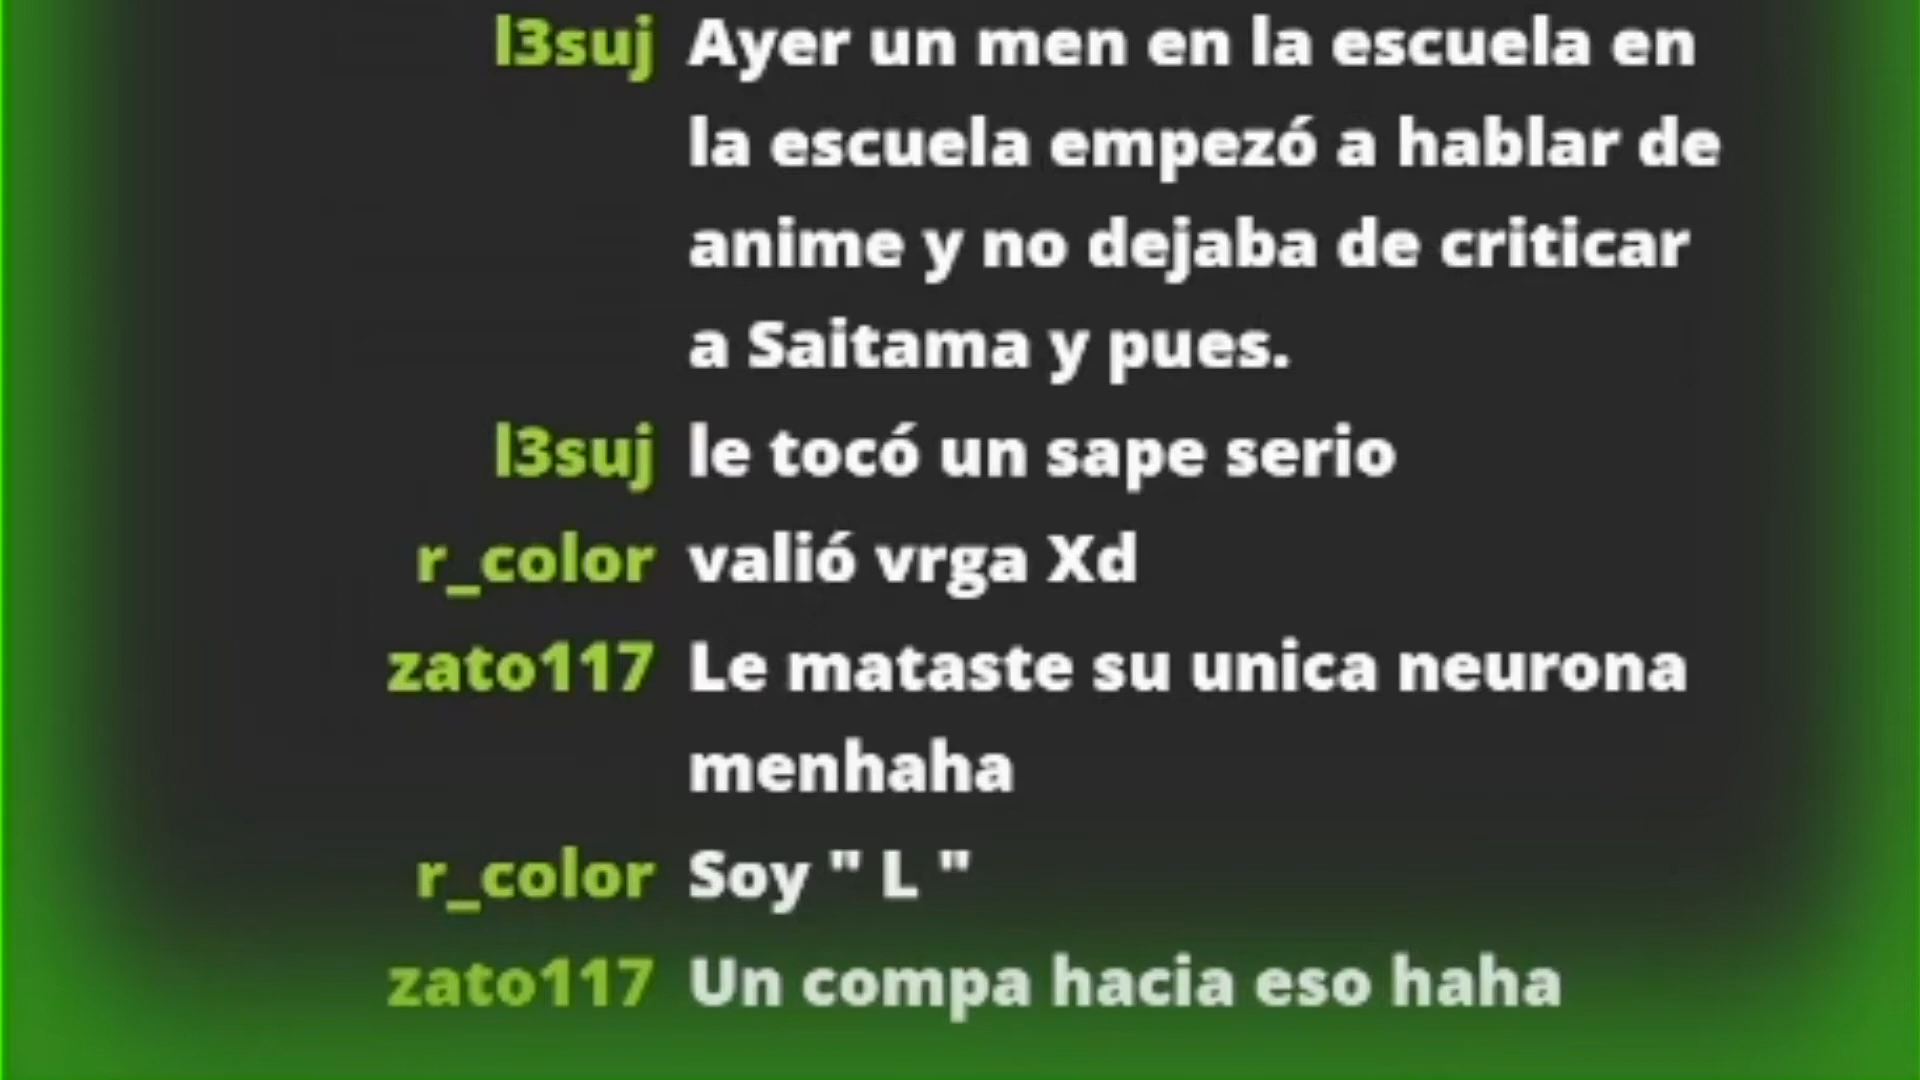 l3suj Ayer un men en la escuela en
la escuela empezó a hablar de
anime y no dejaba de criticar
a Saitama y pues.
l3suj le tocó un sape serio
r_color valió vrga Xd
zato117 Le mataste su unica neurona
menhaha
r_color Soy " L "
zato117 Un compa hacia eso haha